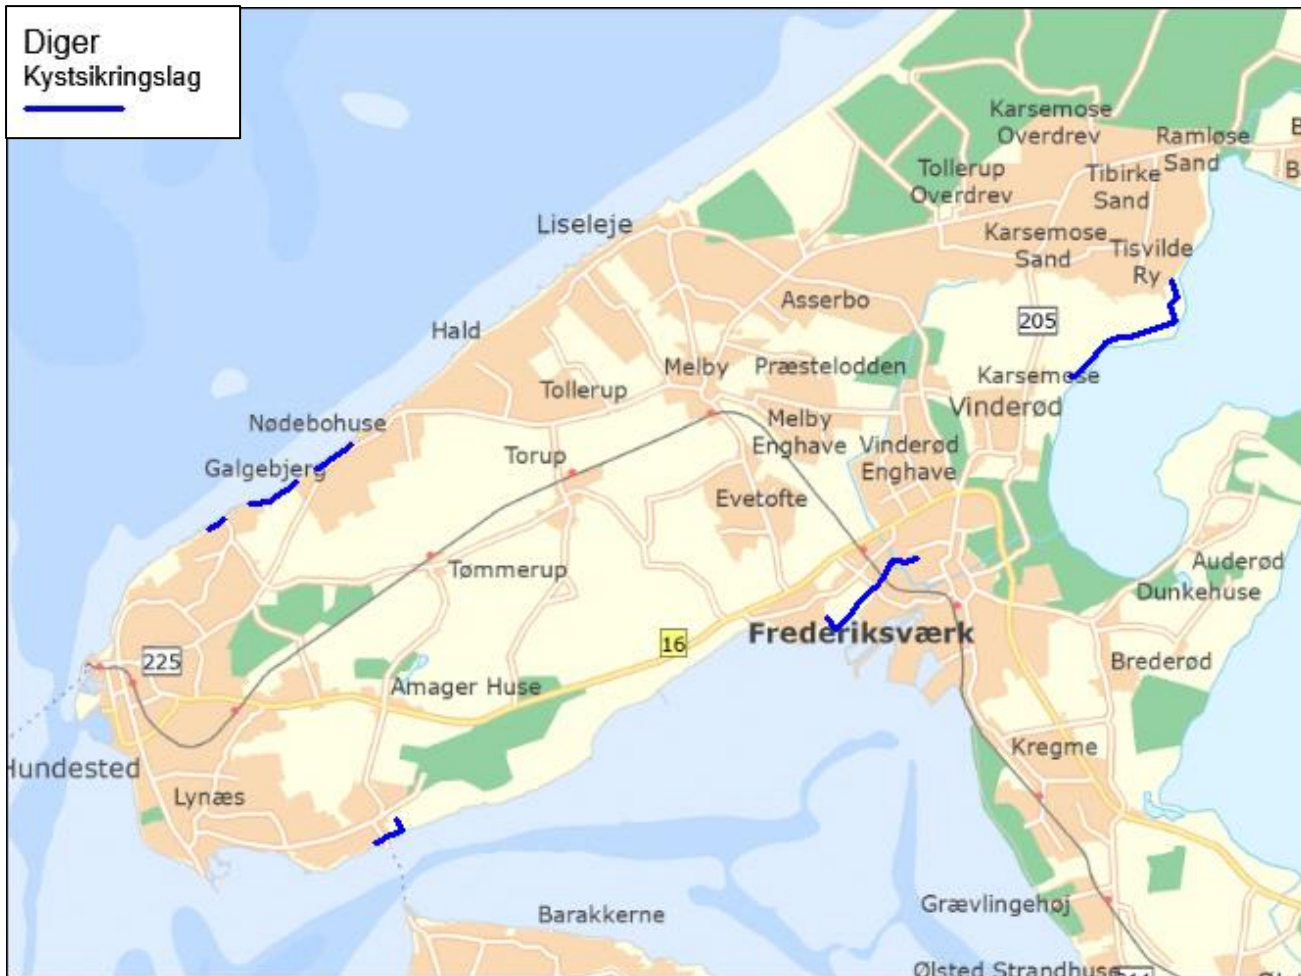 Diger
Kystsikringslag
Karsemose
Overdrev
Ramløse
Sand
Tollerup
Overdrev
Tibirke
Sand
Liseleje
Karsemose
Sand
Tisvilde
Ry
Asserbo
Hald
205
Melby
Præstelodden
Karsemose
Tollerup
Vinderød
Nødebohuse
Melby
Enghave
Vinderød
Enghave
Galgebjerg
Torup
Evetofte
Tømmerup
Auderød
Dunkehuse
Frederiksværk
16
225
Brederød
Amager Huse
Kregme
Hundested
Lynæs
Grævlingehøj
Barakkerne
Ølsted Strandhuse